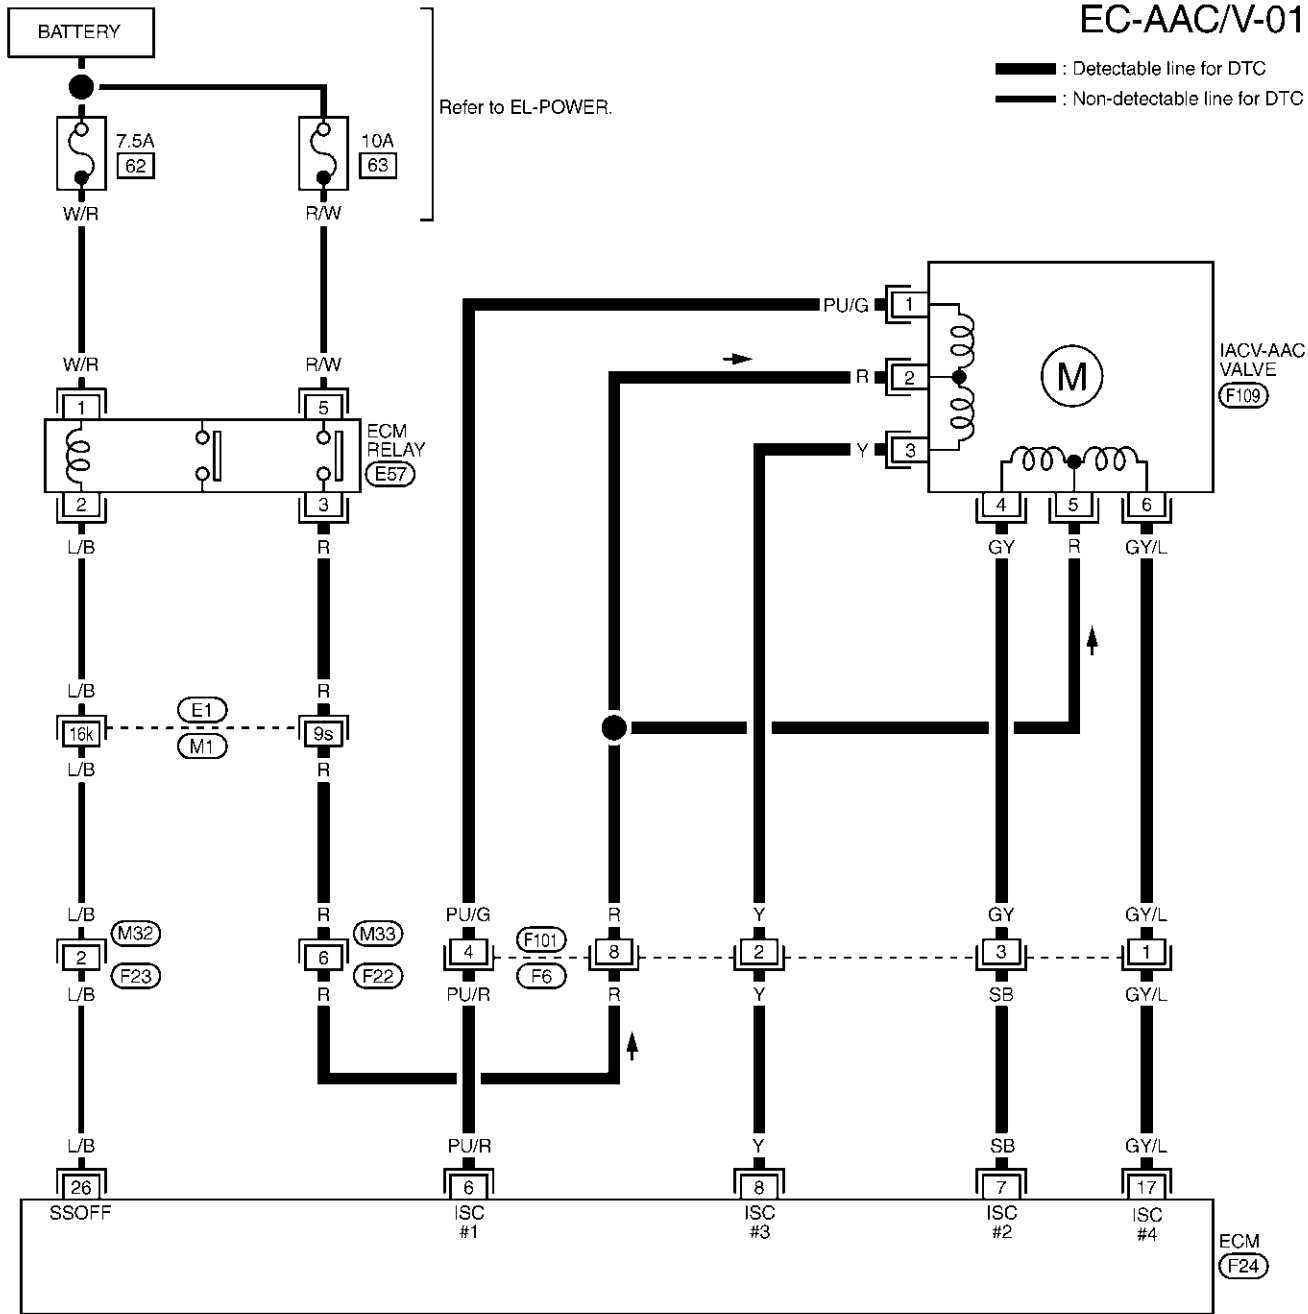 EC-AAC/V-01
BATTERY
: Detectable line for DTC
: Non-detectable line for DTC
Refer to EL-POWER.
7.5A
62
10A
63
W/R
R/W
PU/G
1
IACV-AAC
VALVE
F109
M
W/R
R/W
R
2
1
5
ECM
RELAY
E57
Y
3
2
3
4
5
6
L/B
R
GY
R
GY/L
L/B
R
E1
16k
9s
M1
L/B
R
L/B
R
PU/G
R
Y
GY
GY/L
M32
M33
F101
2
6
4
8
2
3
1
F23
F22
F6
L/B
R
PU/R
R
Y
SB
GY/L
L/B
PU/R
Y
SB
GY/L
26
6
8
7
17
SSOFF
ISC
#1
ISC
#3
ISC
#2
ISC
#4
ECM
F24